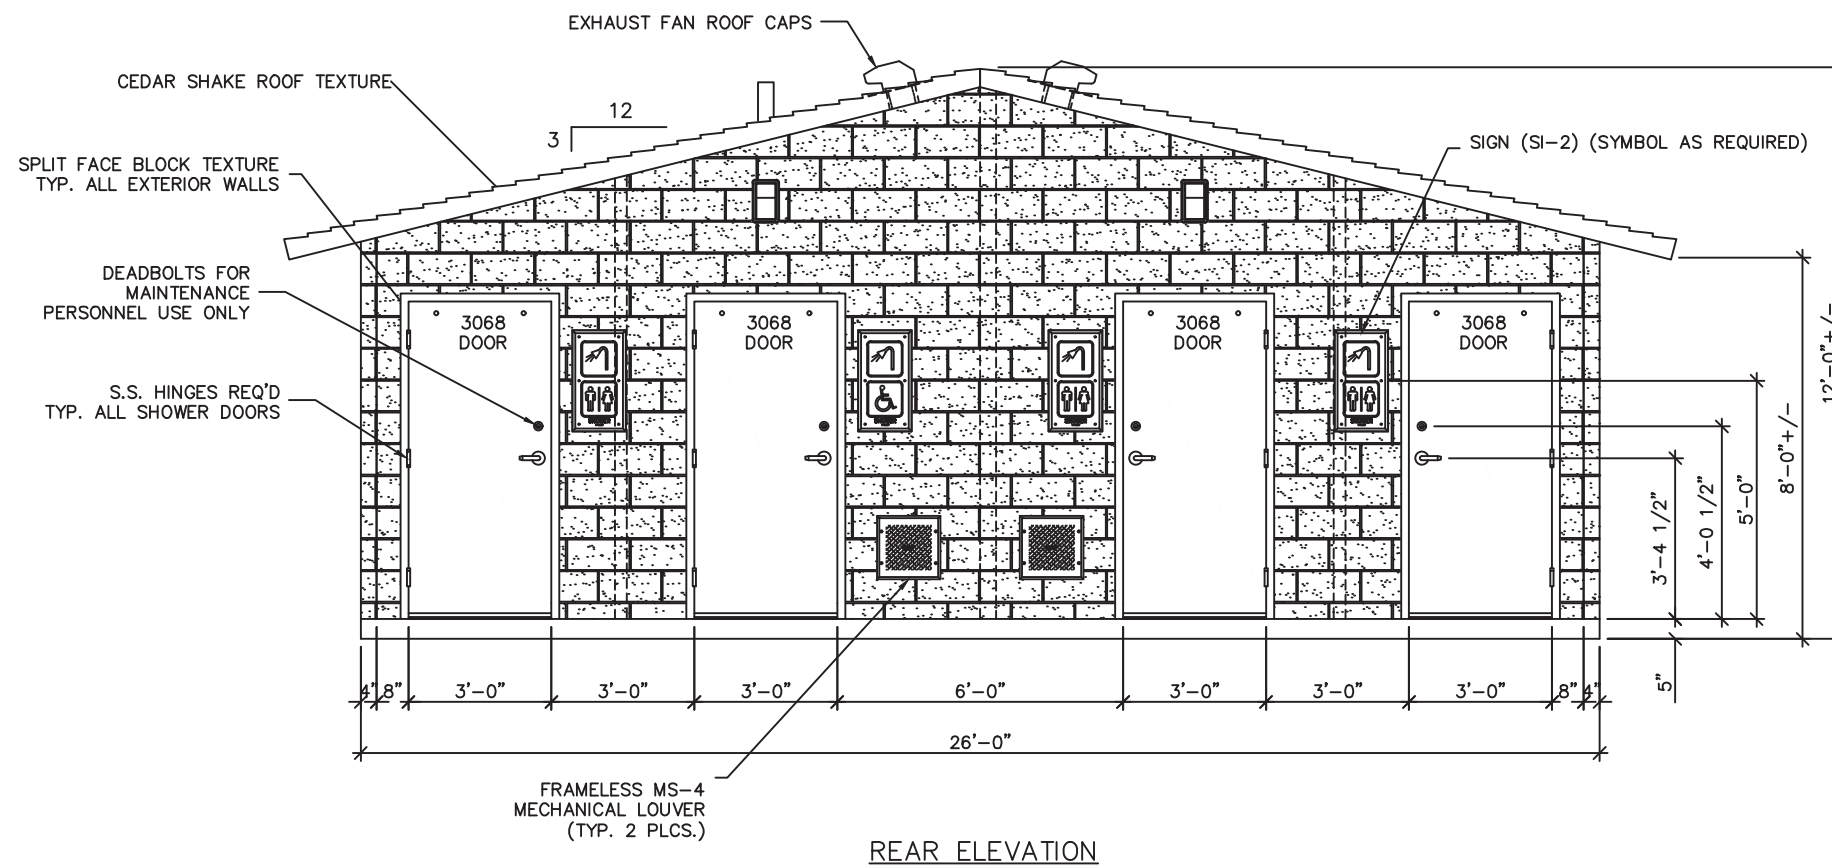 EXHAUST FAN ROOF CAPS
CEDAR SHAKE ROOF TEXTURE
12
3
SIGN (SI-2) (SYMBOL AS REQUIRED)
SPLIT FACE BLOCK TEXTURE
TYP. ALL EXTERIOR WALLS
DEADBOLTS FOR
MAINTENANCE
PERSONNEL USE ONLY
S.S. HINGES REQ'D
TYP. ALL SHOWER DOORS
3068
DOOR
3068
DOOR
3068
DOOR
3068
DOOR
3'-4 1/2"
4'-0 1/2"
5'-0"
8'-0"+/-
12'-0"+/-
5"
4" 8" 3'-0" 3'-0" 3'-0" 6'-0" 3'-0" 3'-0" 3'-0" 8" 4"
26'-0"
FRAMELESS MS-4
MECHANICAL LOUVER
(TYP. 2 PLCS.)
REAR ELEVATION